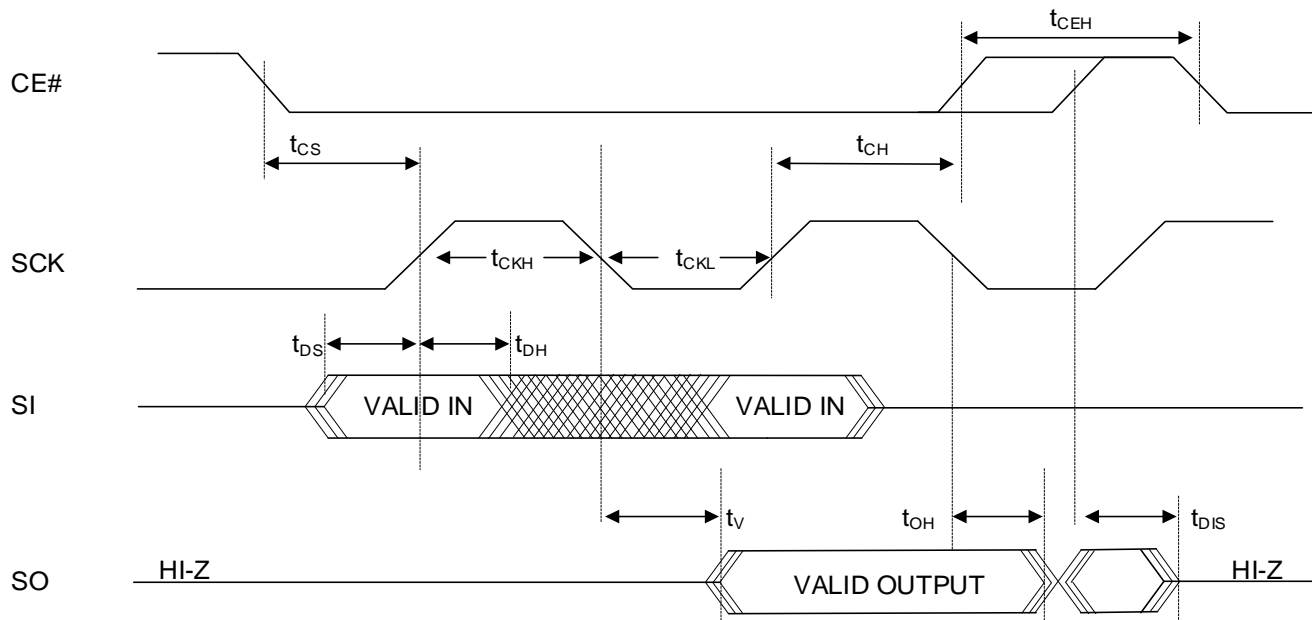 tCEH
CE#
tCS
tCH
SCK
tCKH
tCKL
tDS
tDH
SI
VALID IN
VALID IN
tV
tOH
tDIS
SO
HI-Z
VALID OUTPUT
HI-Z